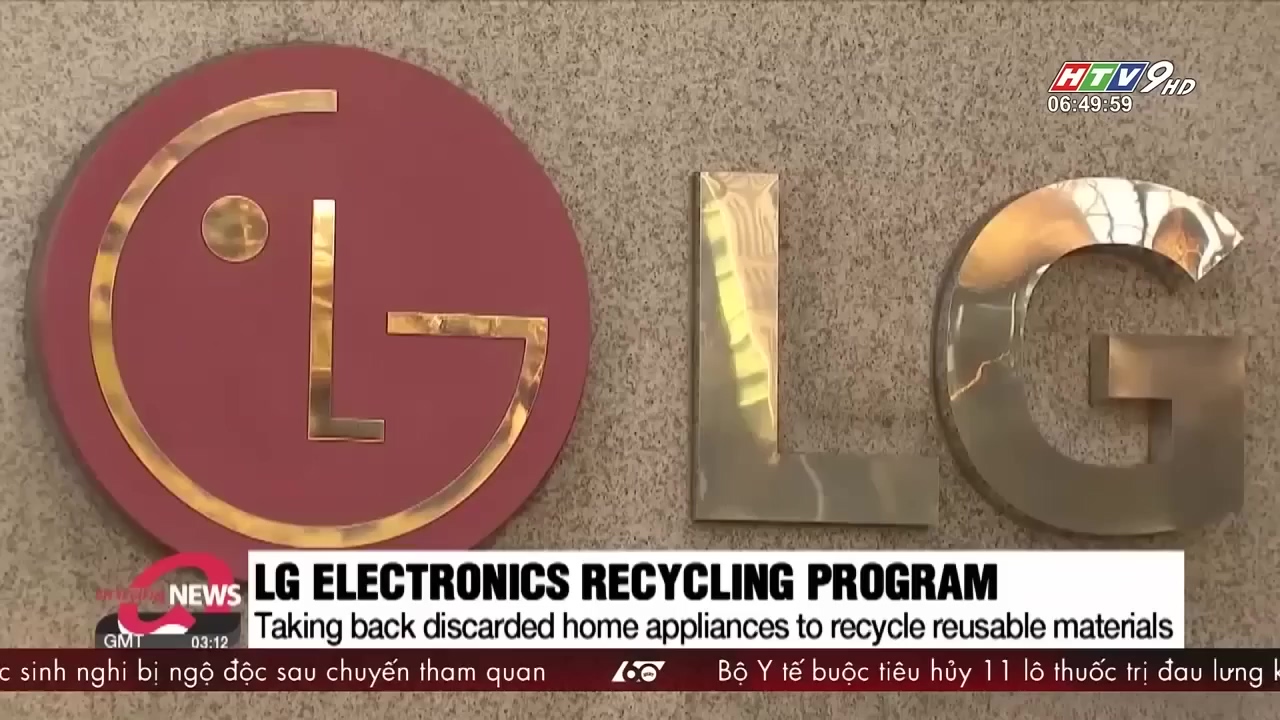 HTV9HD
06:49:59
LG
LG
NEWS
GMT 03:12
LG ELECTRONICS RECYCLING PROGRAM
Taking back discarded home appliances to recycle reusable materials
c sinh nghi bị ngộ độc sau chuyến tham quan 60 giây Bộ Y tế buộc tiêu hủy 11 lô thuốc trị đau lưng k